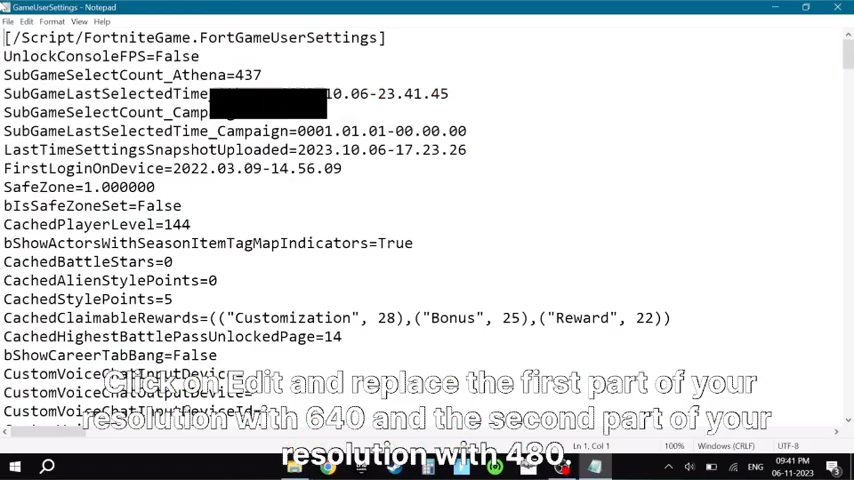 GameUserSettings - Notepad
File Edit Format View Help
[/Script/FortniteGame.FortGameUserSettings]
UnlockConsoleFPS=False
SubGameSelectCount_Athena=437
SubGameLastSelectedTime_ 10.06-23.41.45
SubGameSelectCount_Camp
SubGameLastSelectedTime_Campaign=0001.01.01-00.00.00
LastTimeSettingsSnapshotUploaded=2023.10.06-17.23.26
FirstLoginOnDevice=2022.03.09-14.56.09
SafeZone=1.000000
bIsSafeZoneSet=False
CachedPlayerLevel=144
bShowActorsWithSeasonItemTagMapIndicators=True
CachedBattleStars=0
CachedAlienStylePoints=0
CachedStylePoints=5
CachedClaimableRewards=(("Customization", 28),("Bonus", 25),("Reward", 22))
CachedHighestBattlePassUnlockedPage=14
bShowCareerTabBang=False
CustomVoiceChatInputDevice
CustomVoiceChatOutputDevice
CustomVoiceChatInputDeviceId=
Click on Edit and replace the first part of your
resolution with 640 and the second part of your
resolution with 480.
Ln 1, Col 1 100% Windows (CRLF) UTF-8
ENG 09:41 PM
06-11-2023 3